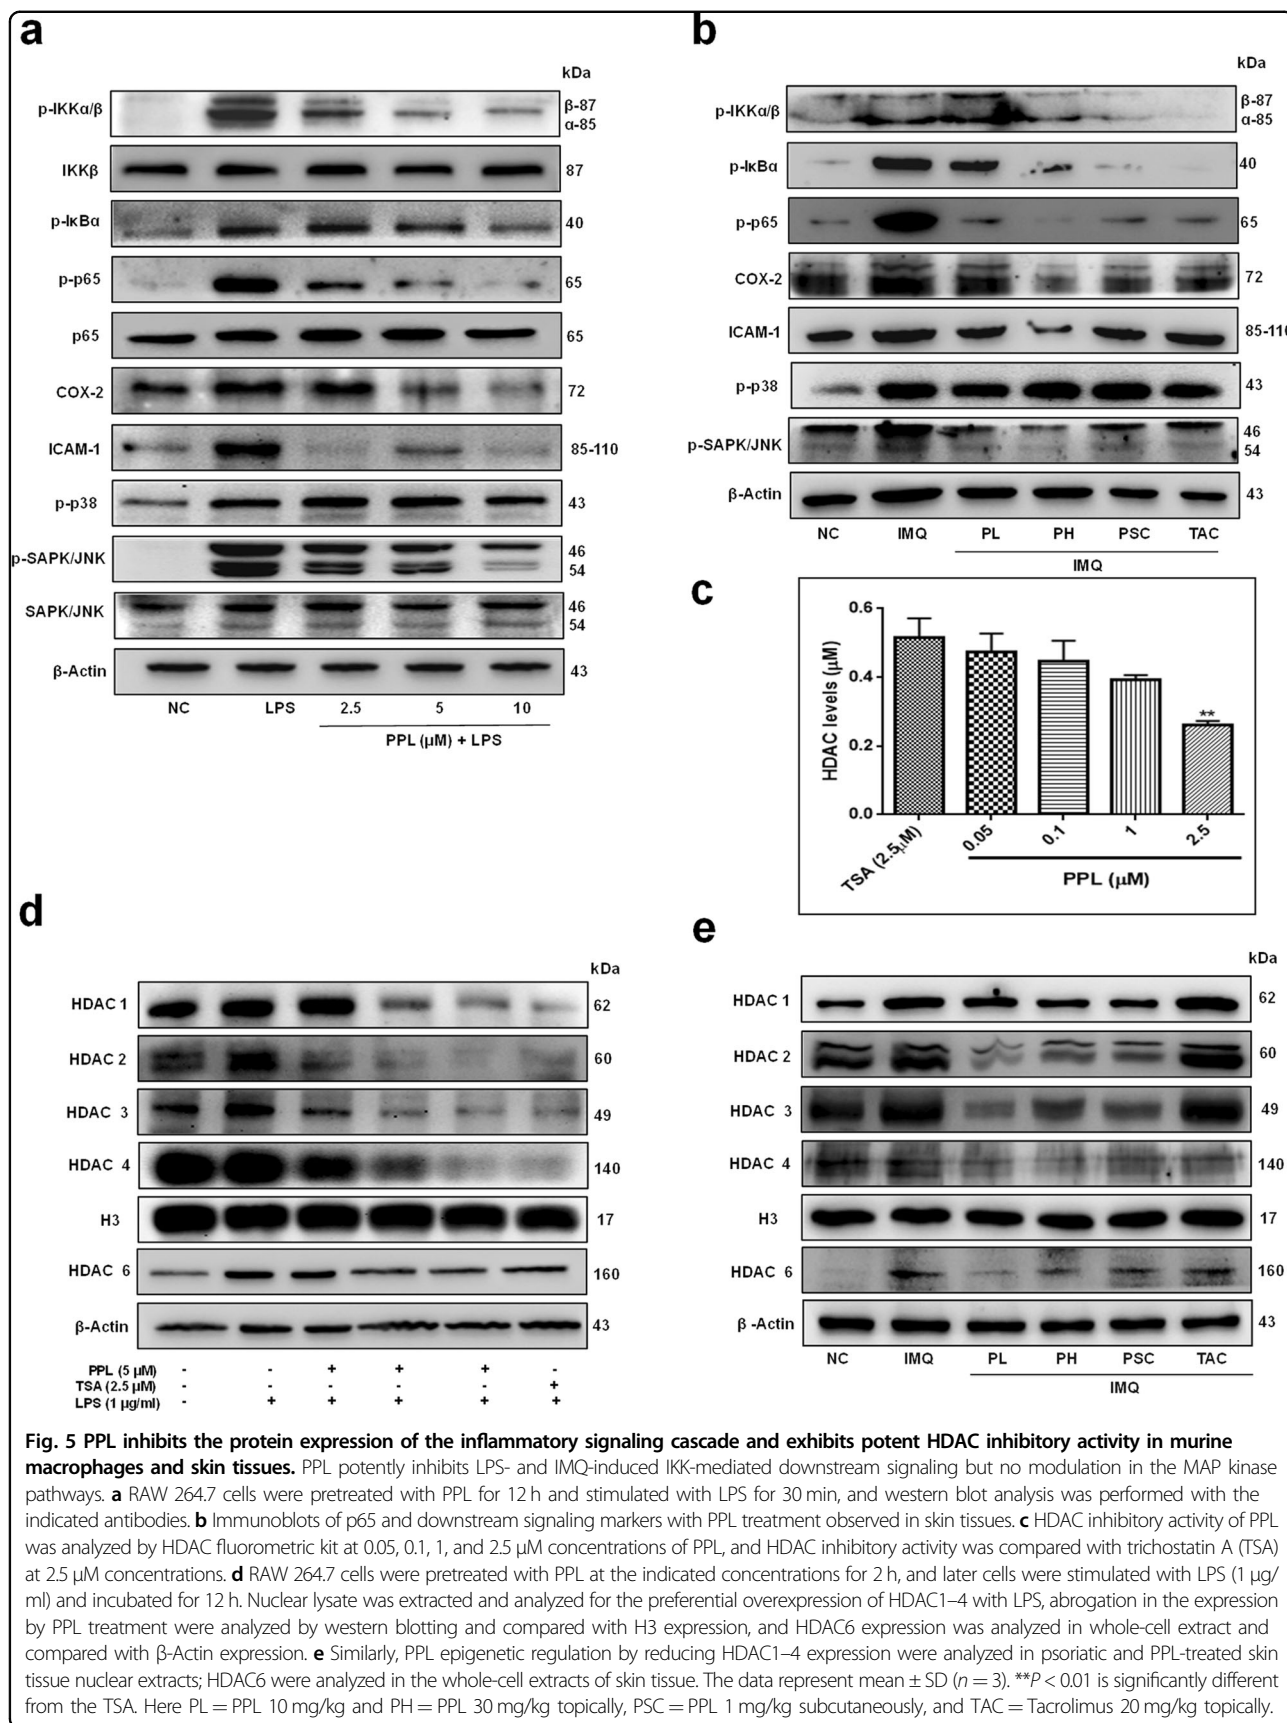 a
kDa
p-IKKα/β β-87
α-85
IKKβ 87
p-IκBα 40
p-p65 65
p65 65
COX-2 72
ICAM-1 85-110
p-p38 43
p-SAPK/JNK 46
54
SAPK/JNK 46
54
β-Actin 43
NC LPS 2.5 5 10
PPL (µM) + LPS
b
kDa
p-IKKα/β β-87
α-85
p-IκBα 40
p-p65 65
COX-2 72
ICAM-1 85-110
p-p38 43
p-SAPK/JNK 46
54
β-Actin 43
NC IMQ PL PH PSC TAC
IMQ
c
HDAC levels (µM)
0.6
0.4
0.2
0.0
**
TSA (2.5µM) 0.05 0.1 1 2.5
PPL (µM)
d
kDa
HDAC 1 62
HDAC 2 60
HDAC 3 49
HDAC 4 140
H3 17
HDAC 6 160
β-Actin 43
PPL (5 µM) - - + + + -
TSA (2.5 µM) - - - - - +
LPS (1 µg/ml) - + + + + +
e
kDa
HDAC 1 62
HDAC 2 60
HDAC 3 49
HDAC 4 140
H3 17
HDAC 6 160
β -Actin 43
NC IMQ PL PH PSC TAC
IMQ
Fig. 5 PPL inhibits the protein expression of the inflammatory signaling cascade and exhibits potent HDAC inhibitory activity in murine
macrophages and skin tissues. PPL potently inhibits LPS- and IMQ-induced IKK-mediated downstream signaling but no modulation in the MAP kinase
pathways. a RAW 264.7 cells were pretreated with PPL for 12 h and stimulated with LPS for 30 min, and western blot analysis was performed with the
indicated antibodies. b Immunoblots of p65 and downstream signaling markers with PPL treatment observed in skin tissues. c HDAC inhibitory activity of PPL
was analyzed by HDAC fluorometric kit at 0.05, 0.1, 1, and 2.5 µM concentrations of PPL, and HDAC inhibitory activity was compared with trichostatin A (TSA)
at 2.5 µM concentrations. d RAW 264.7 cells were pretreated with PPL at the indicated concentrations for 2 h, and later cells were stimulated with LPS (1 µg/
ml) and incubated for 12 h. Nuclear lysate was extracted and analyzed for the preferential overexpression of HDAC1–4 with LPS, abrogation in the expression
by PPL treatment were analyzed by western blotting and compared with H3 expression, and HDAC6 expression was analyzed in whole-cell extract and
compared with β-Actin expression. e Similarly, PPL epigenetic regulation by reducing HDAC1–4 expression were analyzed in psoriatic and PPL-treated skin
tissue nuclear extracts; HDAC6 were analyzed in the whole-cell extracts of skin tissue. The data represent mean ± SD (n = 3). **P < 0.01 is significantly different
from the TSA. Here PL = PPL 10 mg/kg and PH = PPL 30 mg/kg topically, PSC = PPL 1 mg/kg subcutaneously, and TAC = Tacrolimus 20 mg/kg topically.